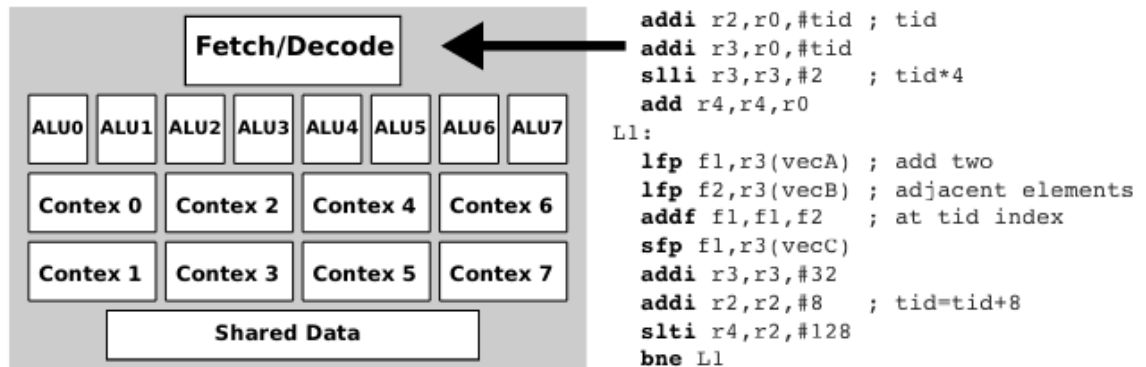 Fetch/Decode
ALU0 ALU1 ALU2 ALU3 ALU4 ALU5 ALU6 ALU7
Contex 0 Contex 2 Contex 4 Contex 6
Contex 1 Contex 3 Contex 5 Contex 7
Shared Data
addi r2,r0,#tid ; tid
addi r3,r0,#tid
slli r3,r3,#2 ; tid*4
add r4,r4,r0
L1:
lfp f1,r3(vecA) ; add two
lfp f2,r3(vecB) ; adjacent elements
addf f1,f1,f2 ; at tid index
sfp f1,r3(vecC)
addi r3,r3,#32
addi r2,r2,#8 ; tid=tid+8
slti r4,r2,#128
bne L1